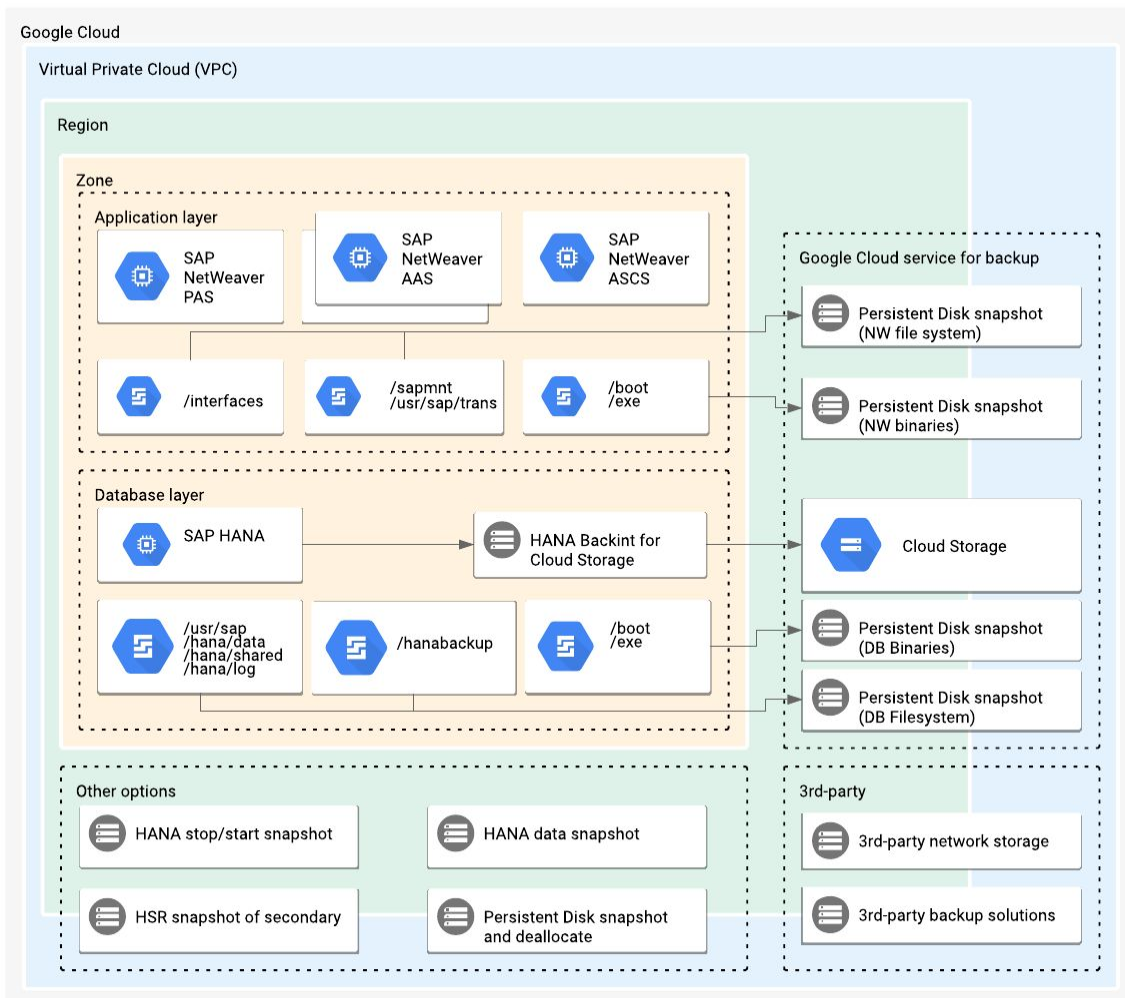 Google Cloud
Virtual Private Cloud (VPC)
Region
Zone
Application layer
SAP
NetWeaver
PAS
SAP
NetWeaver
AAS
SAP
NetWeaver
ASCS
/interfaces
/sapmnt
/usr/sap/trans
/boot
/exe
Google Cloud service for backup
Persistent Disk snapshot
(NW file system)
Persistent Disk snapshot
(NW binaries)
Database layer
SAP HANA
HANA Backint for
Cloud Storage
Cloud Storage
/usr/sap
/hana/data
/hana/shared
/hana/log
/hanabackup
/boot
/exe
Persistent Disk snapshot
(DB Binaries)
Persistent Disk snapshot
(DB Filesystem)
Other options
HANA stop/start snapshot
HANA data snapshot
HSR snapshot of secondary
Persistent Disk snapshot
and deallocate
3rd-party
3rd-party network storage
3rd-party backup solutions